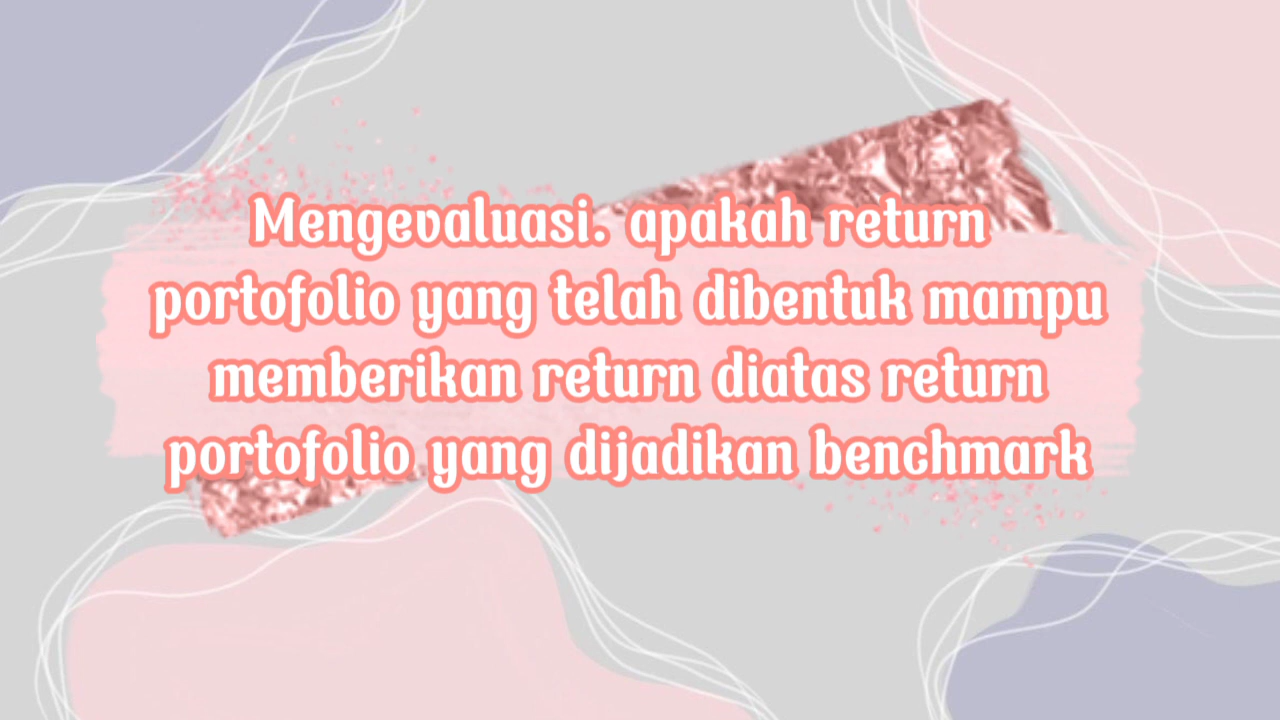 Mengevaluasi. apakah return
portofolio yang telah dibentuk mampu
memberikan return diatas return
portofolio yang dijadikan benchmark